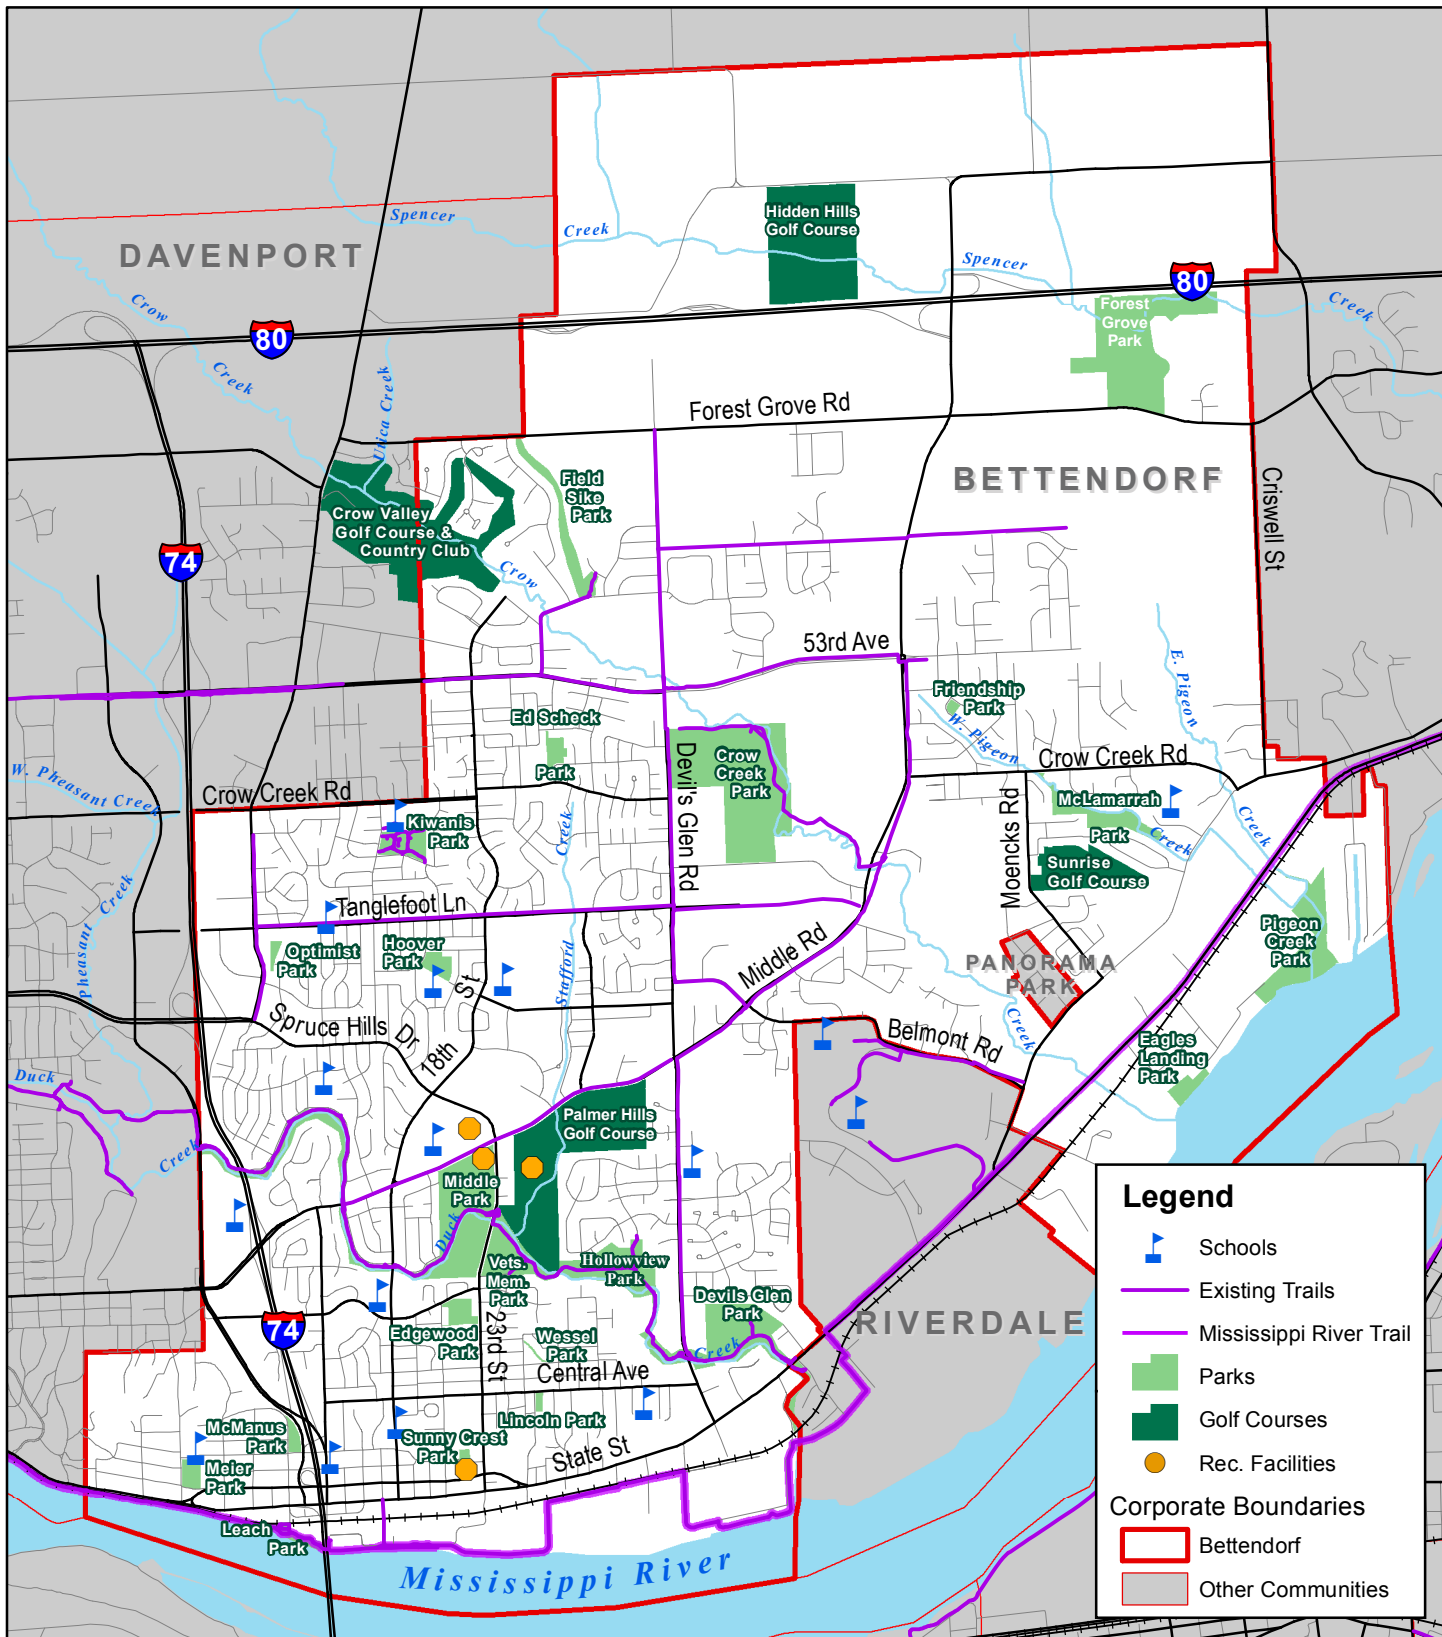 Hidden Hills
Golf Course
Spencer
Creek
DAVENPORT
Spencer
80
Creek
Crow
Forest
Grove
Park
80
Creek
Utica Creek
Forest Grove Rd
BETTENDORF
Field
Sike
Park
Criswell St
Crow Valley
Golf Course &
Country Club
74
Crow
53rd Ave
E. Pigeon
Friendship
Park
Ed Scheck
Park
W. Pigeon
Crow
Creek
Park
Crow Creek Rd
W. Pheasant Creek
Crow Creek Rd
Devil's Glen Rd
Moencks Rd
McLamarrah
Park
Creek
Creek
Kiwanis
Park
Creek
Sunrise
Golf Course
Pheasant
Creek
Tanglefoot Ln
Pigeon
Creek
Park
Optimist
Park
Hoover
Park
Stafford
Middle Rd
PANORAMA
PARK
Spruce Hills Dr
18th St
Creek
Belmont Rd
Eagles
Landing
Park
Duck
Creek
Palmer Hills
Golf Course
Middle
Park
Duck
Vets.
Mem.
Park
Hollowview
Park
Devils Glen
Park
RIVERDALE
74
Edgewood
Park
23rd St
Wessel
Park
Creek
Central Ave
McManus
Park
Lincoln Park
Sunny Crest
Park
State St
Meier
Park
Leach
Park
Mississippi River
Legend
Schools
Existing Trails
Mississippi River Trail
Parks
Golf Courses
Rec. Facilities
Corporate Boundaries
Bettendorf
Other Communities